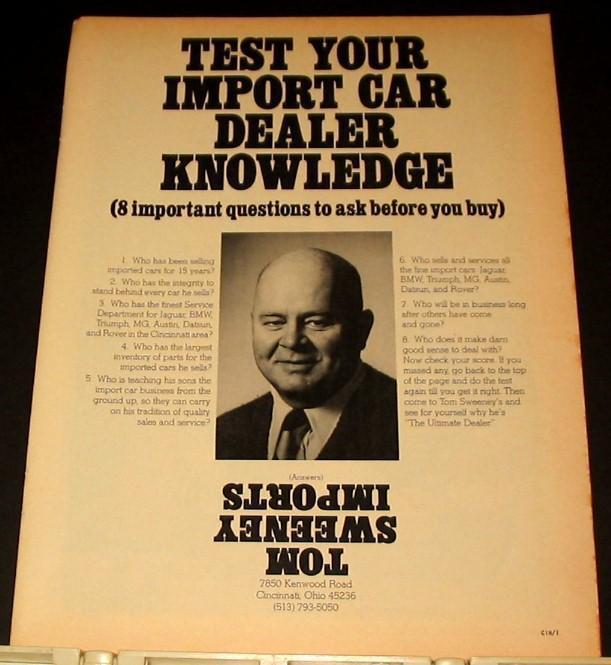 TEST YOUR
IMPORT CAR
DEALER
KNOWLEDGE
(8 important questions to ask before you buy)
1. Who has been selling
imported cars for 15 years?
2. Who has the integrity to
stand behind every car he sells?
3. Who has the finest Service
Department for Jaguar, BMW,
Triumph, MG, Austin, Datsun,
and Rover in the Cincinnati area?
4. Who has the largest
inventory of parts for the
imported cars he sells?
5. Who is teaching his sons the
import car business from the
ground up, so they can carry
on his tradition of quality
sales and service?
6. Who sells and services all
the fine import cars: Jaguar,
BMW, Triumph, MG, Austin,
Datsun, and Rover?
7. Who will be in business long
after others have come
and gone?
8. Who does it make darn
good sense to deal with?
Now check your score. If you
missed any, go back to the top
of the page and do the test
again till you get it right. Then
come to Tom Sweeney's and
see for yourself why he's
"The Ultimate Dealer"
(Answers)
TOM
SWEENEY
IMPORTS
7850 Kenwood Road
Cincinnati, Ohio 45236
(513) 793-5050